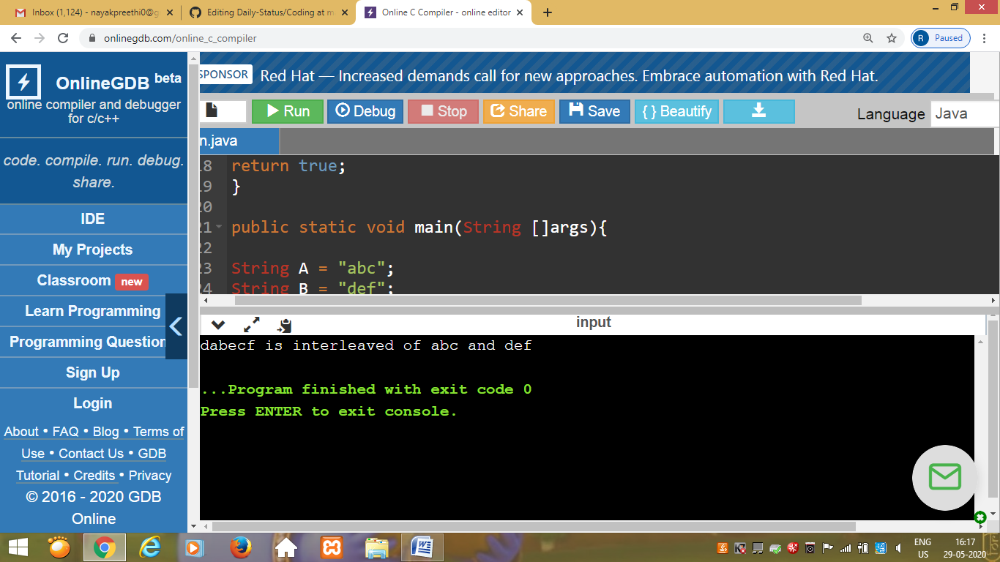 Inbox (1,124) - nayakpreethi0@g
Editing Daily-Status/Coding at m
Online C Compiler - online editor
onlinegdb.com/online_c_compiler
R Paused
OnlineGDB beta
online compiler and debugger
for c/c++
code. compile. run. debug.
share.
IDE
My Projects
Classroom new
Learn Programming
Programming Question
Sign Up
Login
About • FAQ • Blog • Terms of
Use • Contact Us • GDB
Tutorial • Credits • Privacy
© 2016 - 2020 GDB
Online
SPONSOR Red Hat — Increased demands call for new approaches. Embrace automation with Red Hat.
Run Debug Stop Share Save { } Beautify
Language Java
n.java
18 return true;
19 }
20
21 public static void main(String []args){
22
23 String A = "abc";
24 String B = "def";
input
dabecf is interleaved of abc and def
...Program finished with exit code 0
Press ENTER to exit console.
ENG
US
16:17
29-05-2020